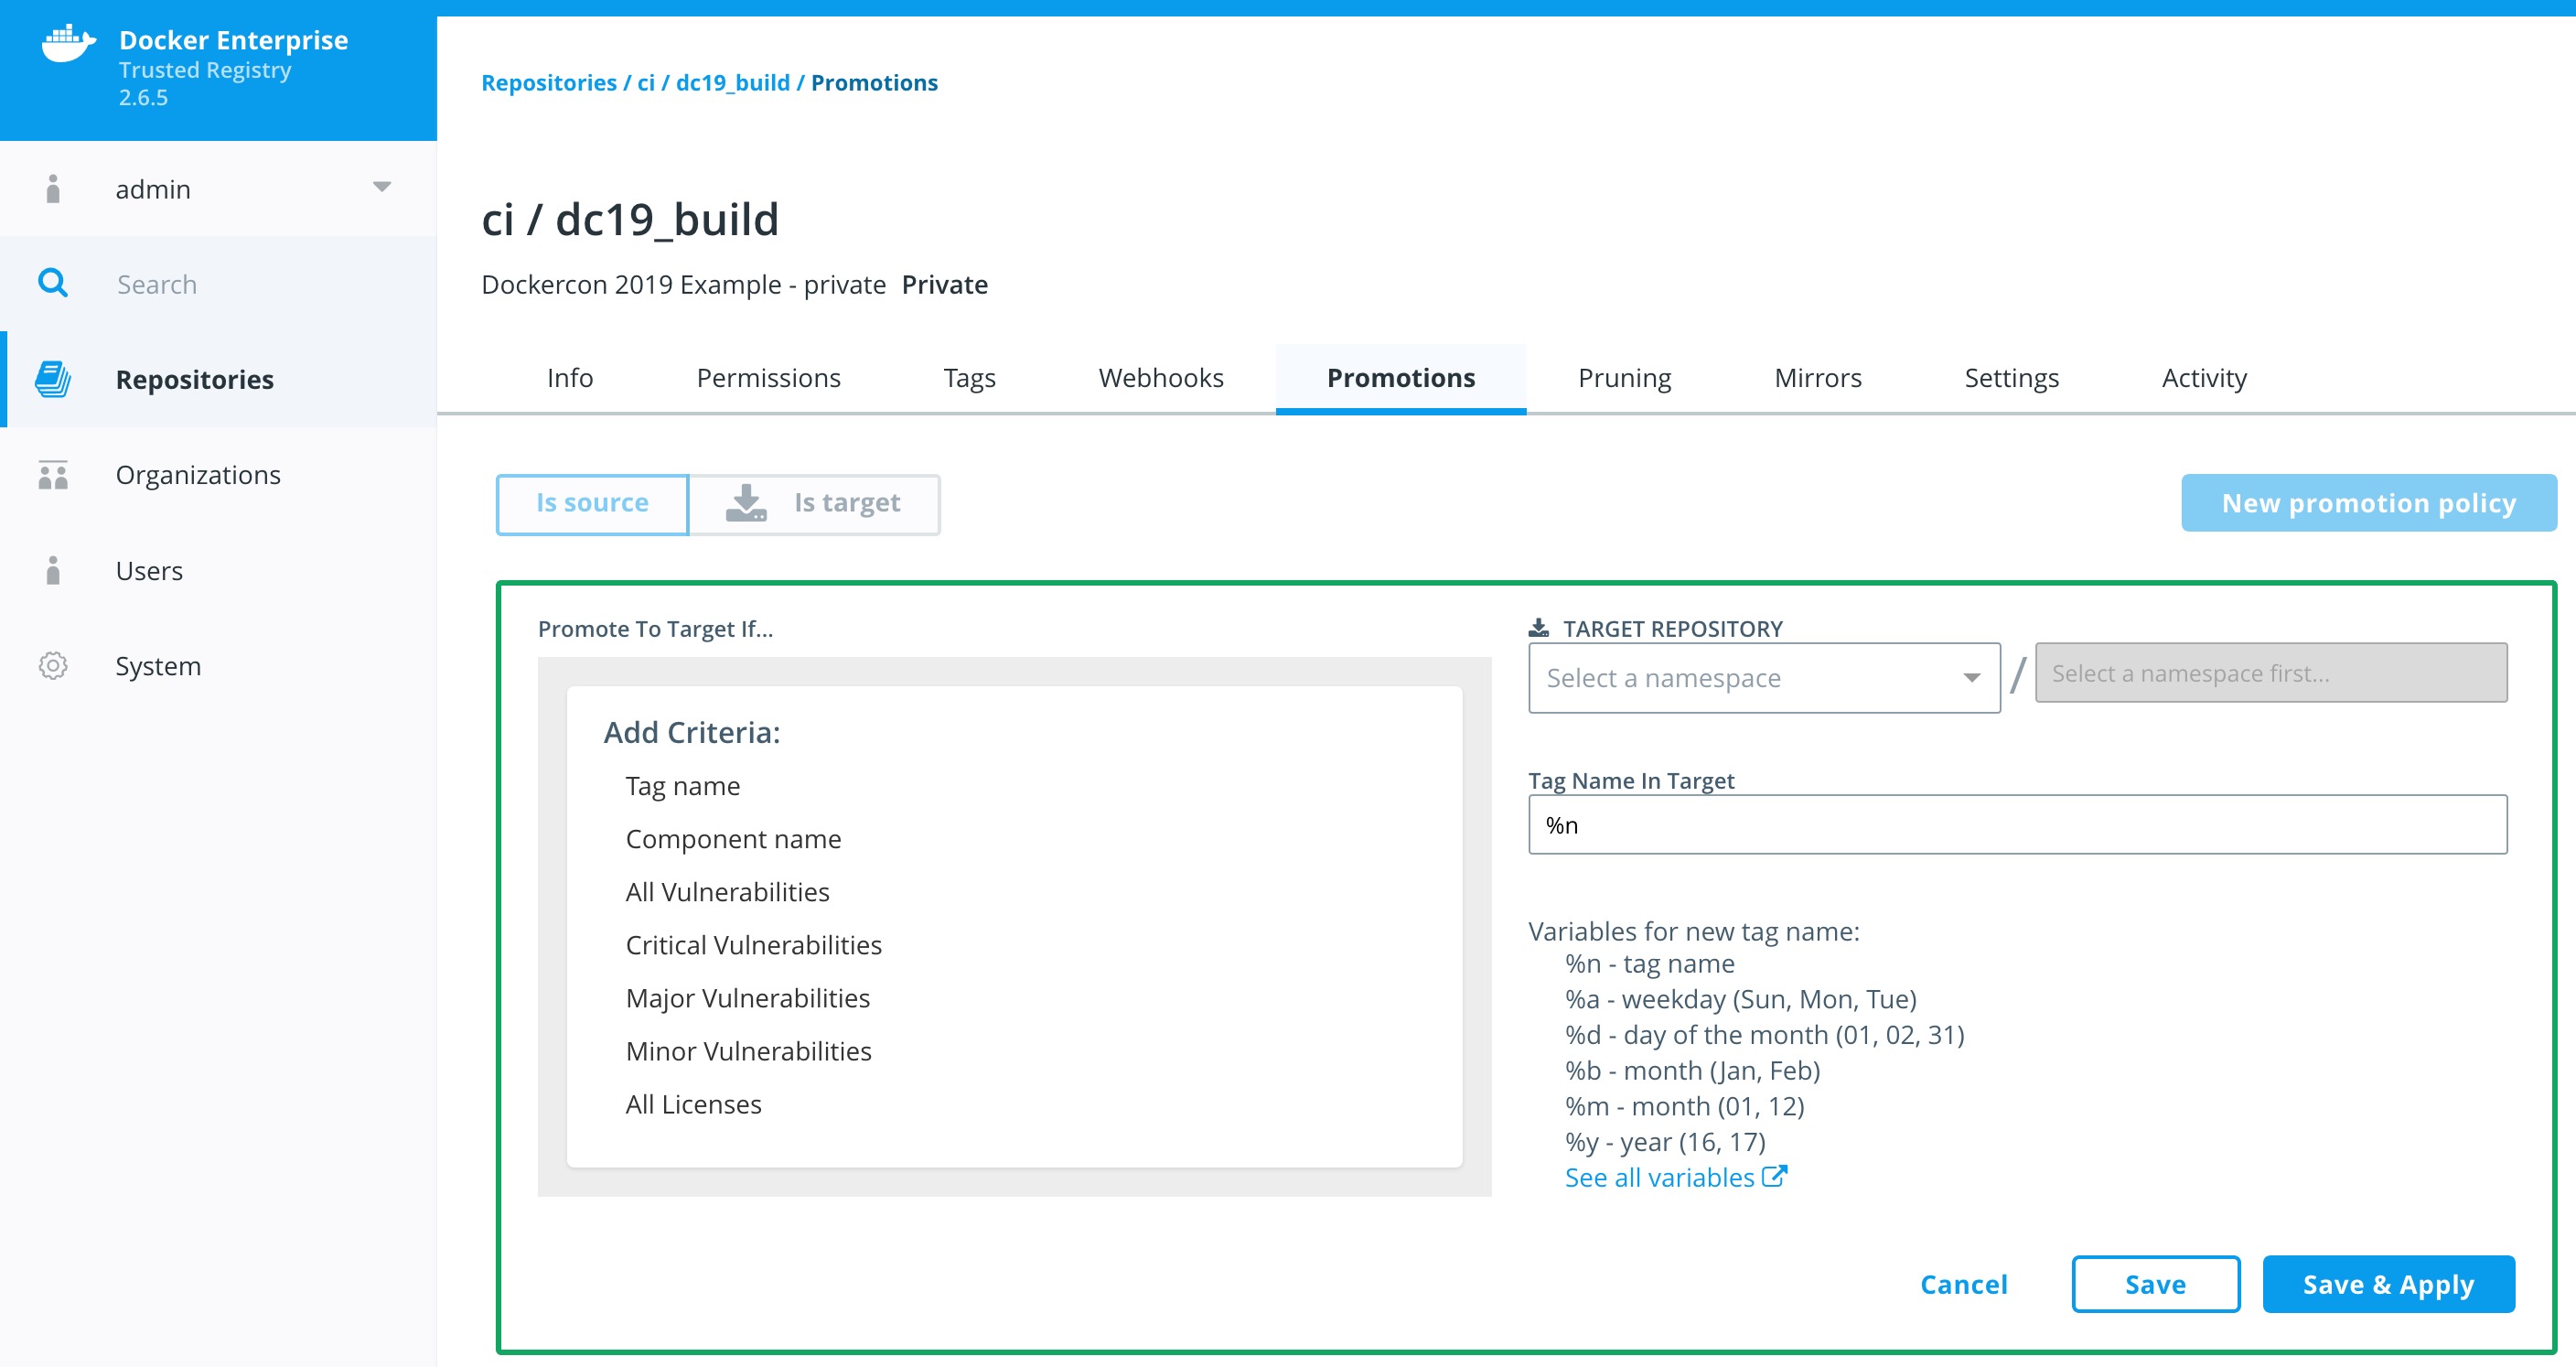 Docker Enterprise
Trusted Registry
2.6.5
admin
Search
Repositories
Organizations
Users
System
Repositories / ci / dc19_build / Promotions
ci / dc19_build
Dockercon 2019 Example - private Private
Info Permissions Tags Webhooks Promotions Pruning Mirrors Settings Activity
Is source Is target New promotion policy
Promote To Target If...
Add Criteria:
Tag name
Component name
All Vulnerabilities
Critical Vulnerabilities
Major Vulnerabilities
Minor Vulnerabilities
All Licenses
TARGET REPOSITORY
Select a namespace / Select a namespace first...
Tag Name In Target
%n
Variables for new tag name:
%n - tag name
%a - weekday (Sun, Mon, Tue)
%d - day of the month (01, 02, 31)
%b - month (Jan, Feb)
%m - month (01, 12)
%y - year (16, 17)
See all variables
Cancel Save Save & Apply